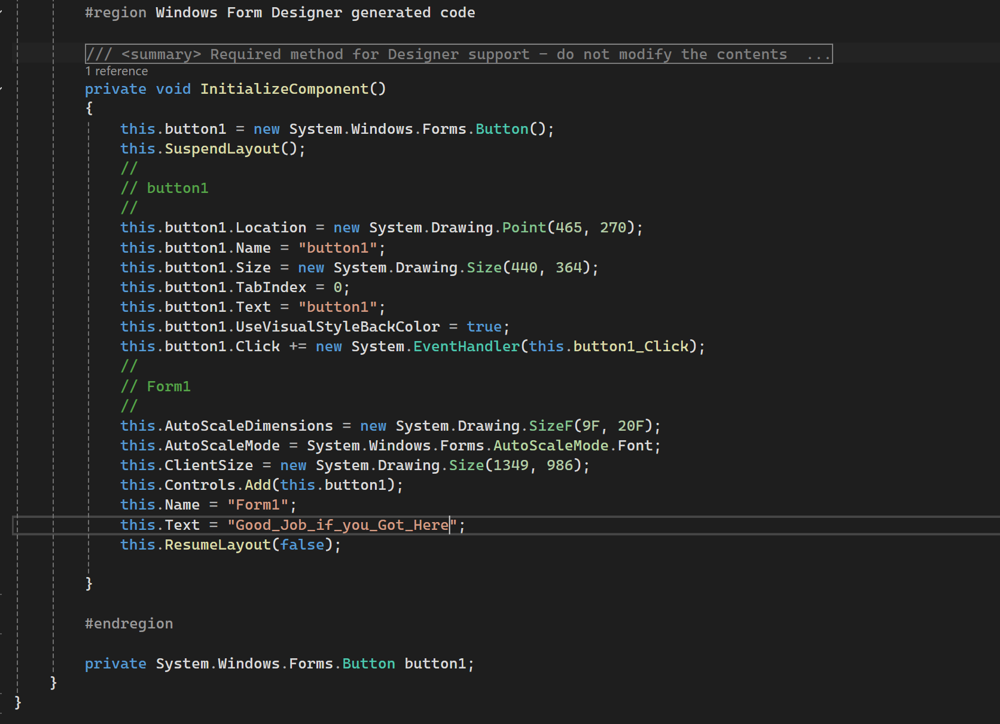 #region Windows Form Designer generated code
/// <summary> Required method for Designer support - do not modify the contents ...
1 reference
private void InitializeComponent()
{
this.button1 = new System.Windows.Forms.Button();
this.SuspendLayout();
//
// button1
//
this.button1.Location = new System.Drawing.Point(465, 270);
this.button1.Name = "button1";
this.button1.Size = new System.Drawing.Size(440, 364);
this.button1.TabIndex = 0;
this.button1.Text = "button1";
this.button1.UseVisualStyleBackColor = true;
this.button1.Click += new System.EventHandler(this.button1_Click);
//
// Form1
//
this.AutoScaleDimensions = new System.Drawing.SizeF(9F, 20F);
this.AutoScaleMode = System.Windows.Forms.AutoScaleMode.Font;
this.ClientSize = new System.Drawing.Size(1349, 986);
this.Controls.Add(this.button1);
this.Name = "Form1";
this.Text = "Good_Job_if_you_Got_Here";
this.ResumeLayout(false);
}
#endregion
private System.Windows.Forms.Button button1;
}
}